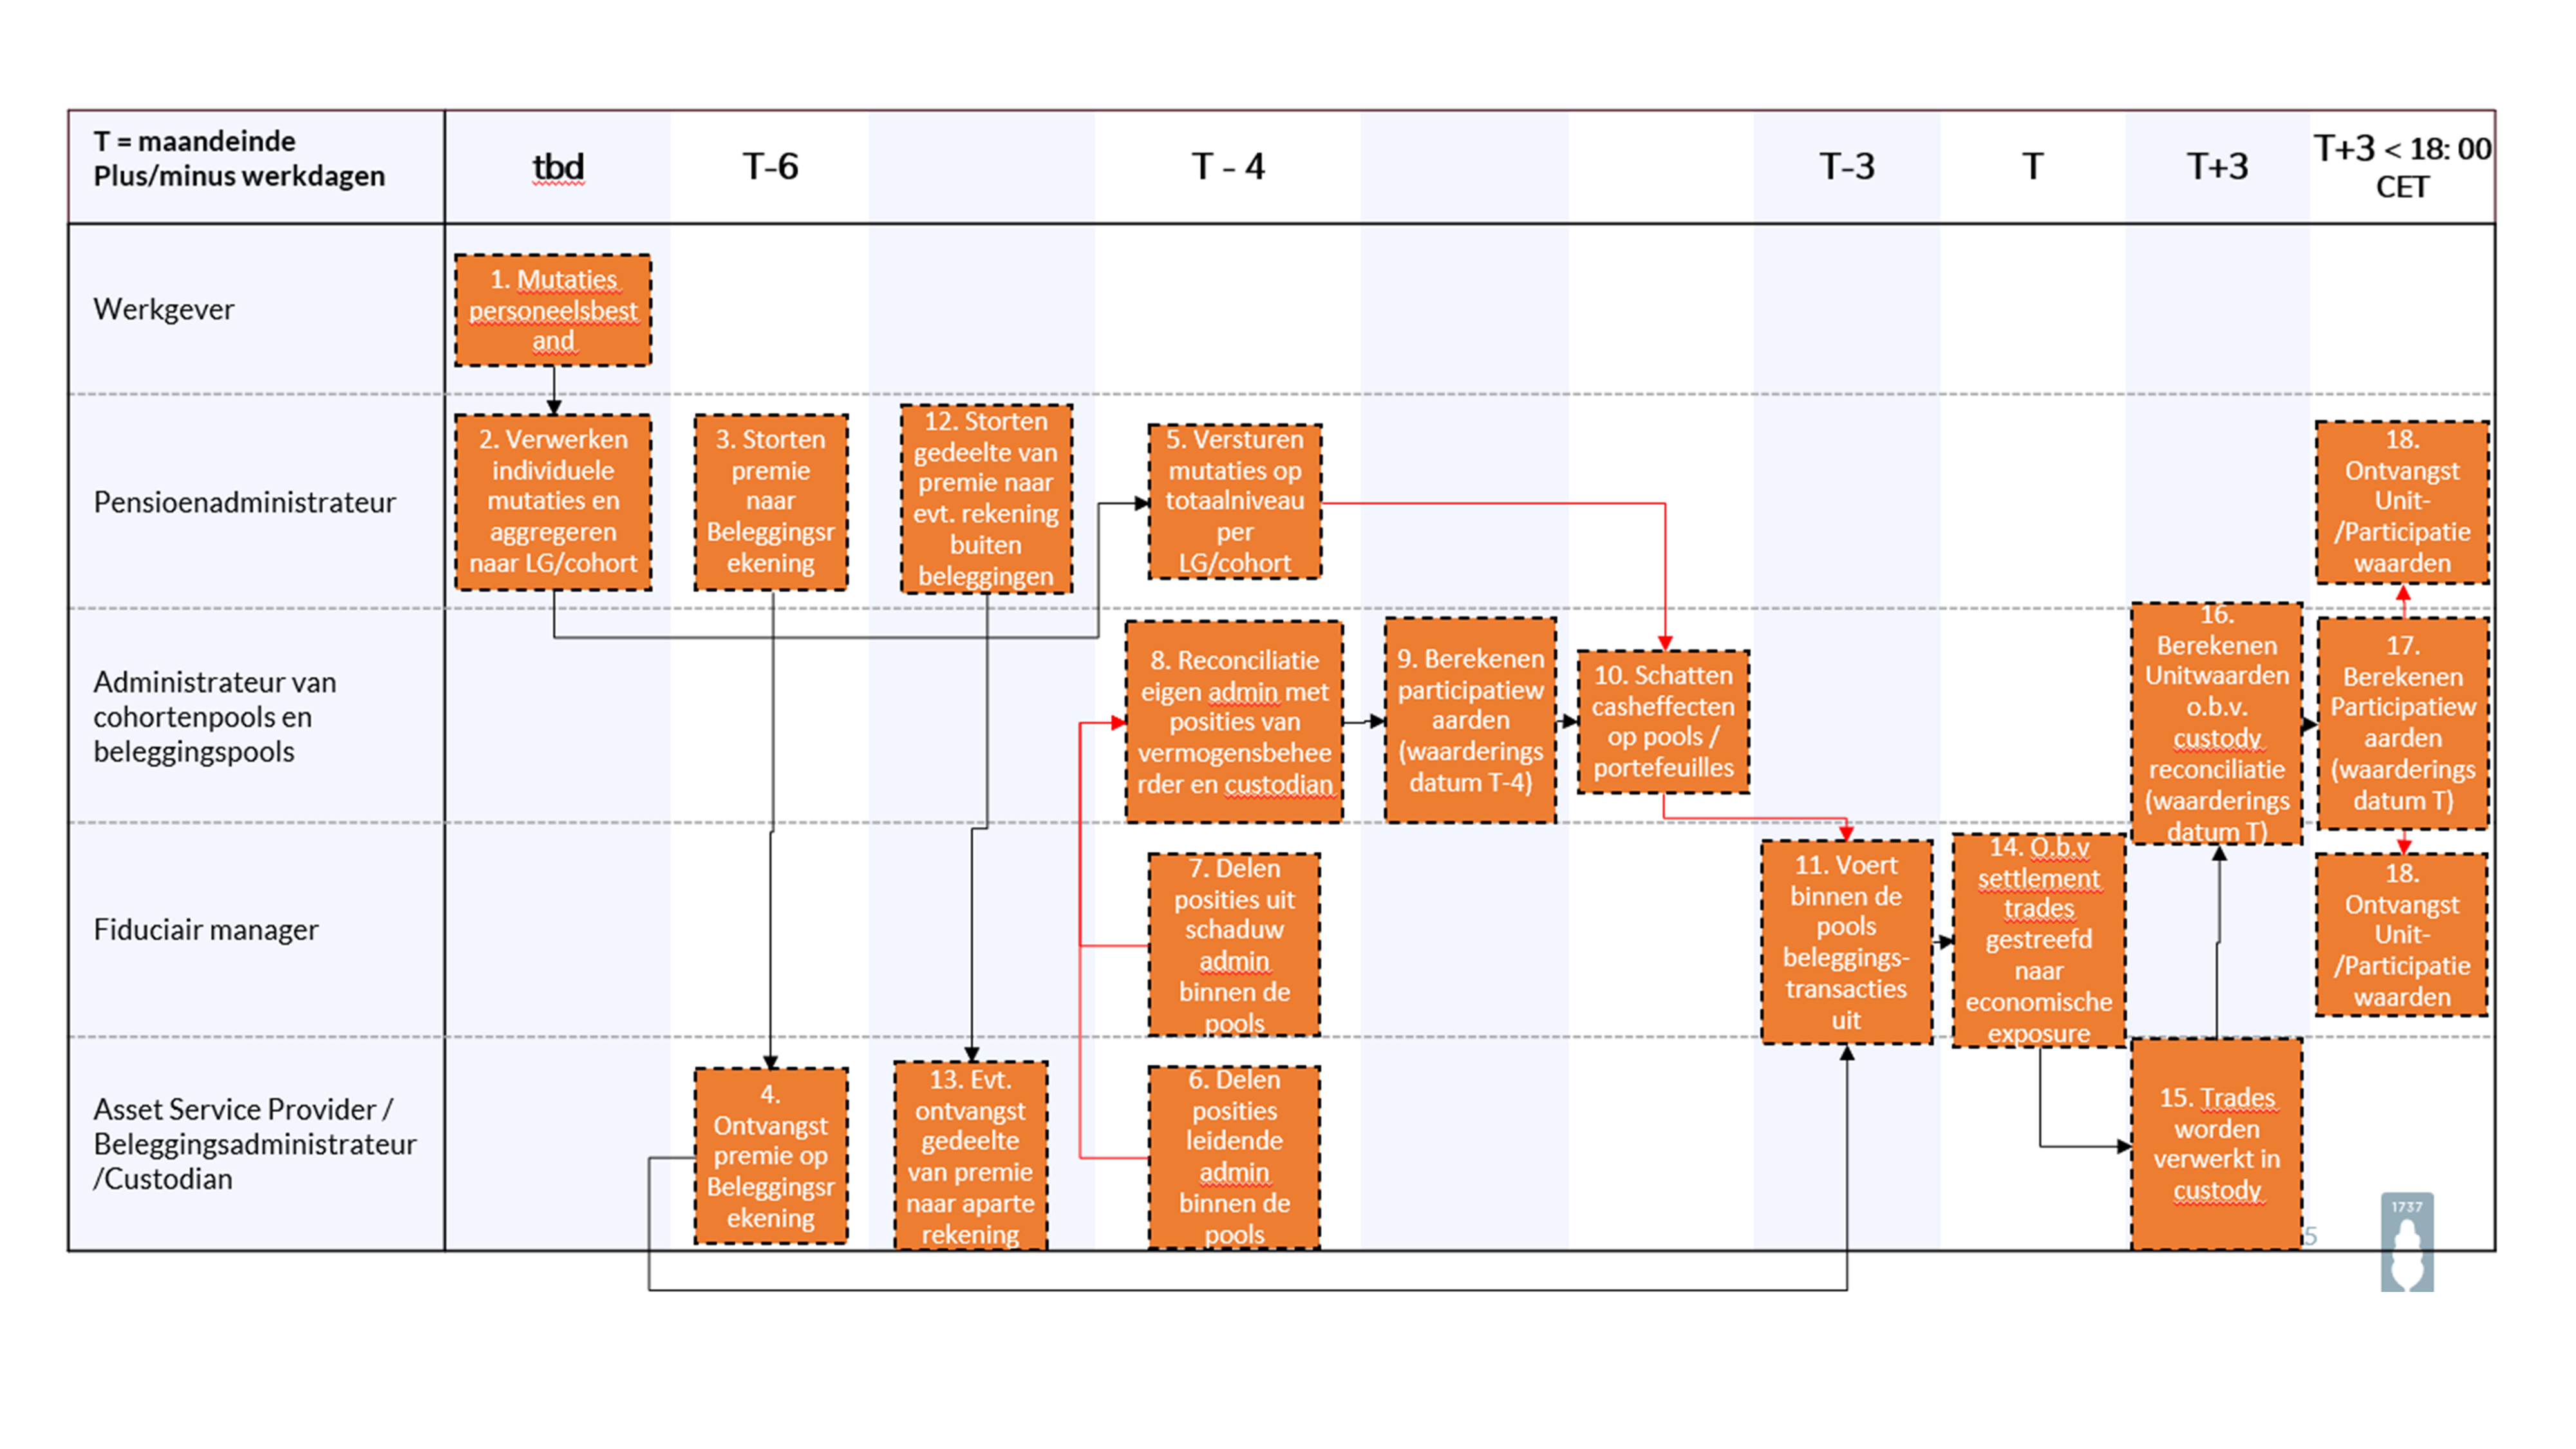 T = maandeinde
Plus/minus werkdagen
tbd
T-6
T - 4
T-3
T
T+3
T+3 < 18: 00
CET
Werkgever
1. Mutaties
personeelsbest
and
Pensioenadministrateur
2. Verwerken
individuele
mutaties en
aggregeren
naar LG/cohort
3. Storten
premie
naar
Beleggingsr
ekening
12. Storten
gedeelte van
premie naar
evt. rekening
buiten
beleggingen
5. Versturen
mutaties op
totaalniveau
per
LG/cohort
18.
Ontvangst
Unit-
/Participatie
waarden
Administrateur van
cohortenpools en
beleggingspools
8. Reconciliatie
eigen admin met
posities van
vermogensbehee
rder en custodian
9. Berekenen
participatiew
aarden
(waarderings
datum T-4)
10. Schatten
casheffecten
op pools /
portefeuilles
16.
Berekenen
Unitwaarden
o.b.v.
custody
reconciliatie
(waarderings
datum T)
17.
Berekenen
Participatiew
aarden
(waarderings
datum T)
Fiduciair manager
7. Delen
posities uit
schaduw
admin
binnen de
pools
11. Voert
binnen de
pools
beleggings-
transacties
uit
14. O.b.v
settlement
trades
gestreefd
naar
economische
exposure
18.
Ontvangst
Unit-
/Participatie
waarden
Asset Service Provider /
Beleggingsadministrateur
/Custodian
4.
Ontvangst
premie op
Beleggingsr
ekening
13. Evt.
ontvangst
gedeelte
van premie
naar aparte
rekening
6. Delen
posities
leidende
admin
binnen de
pools
15. Trades
worden
verwerkt in
custody
5
1737